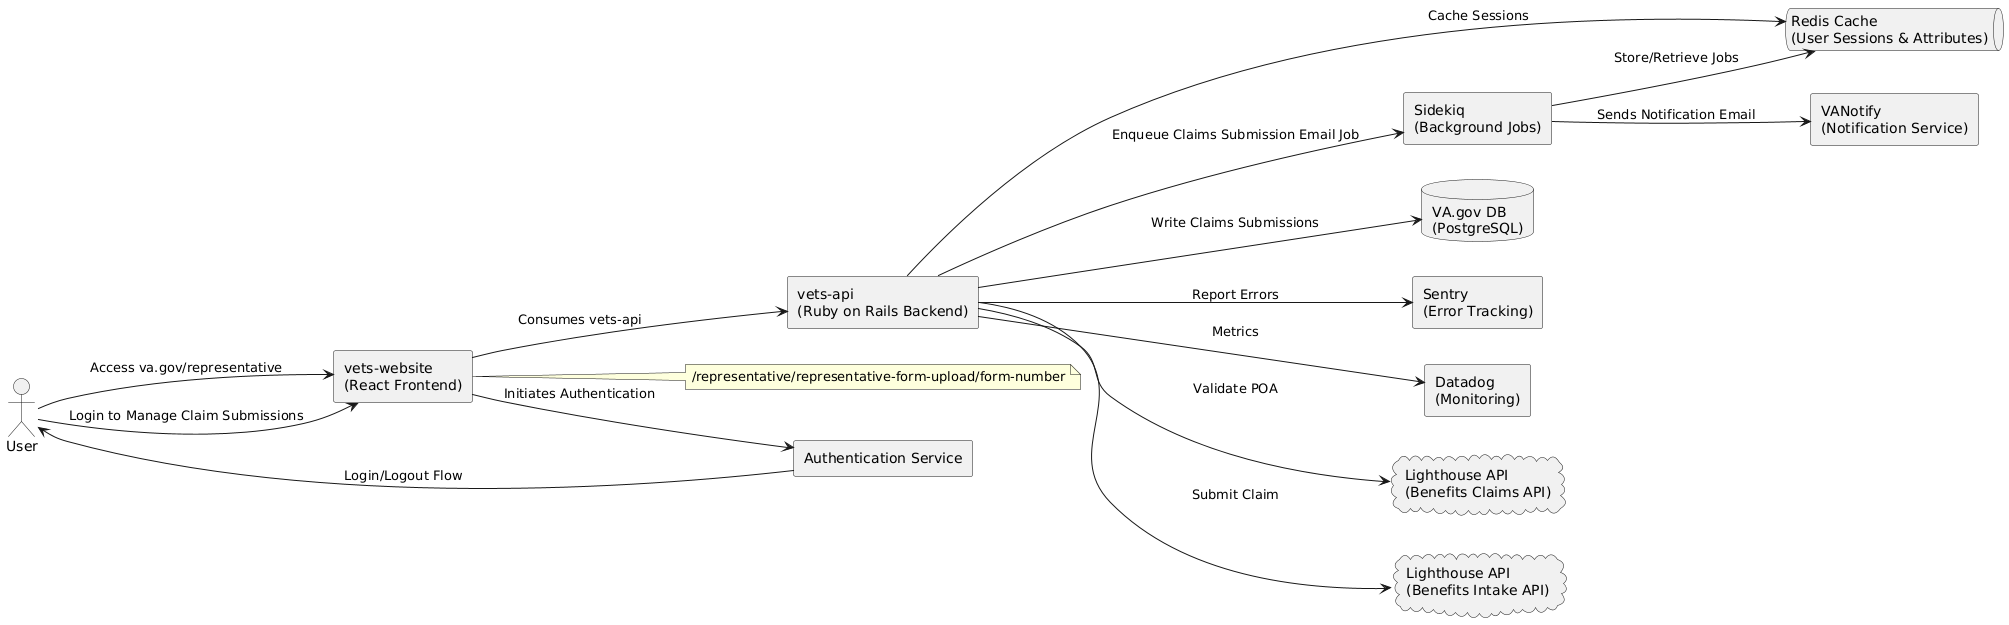 Cache Sessions
Redis Cache
(User Sessions & Attributes)
Store/Retrieve Jobs
Sidekiq
(Background Jobs)
Sends Notification Email
VANotify
(Notification Service)
Enqueue Claims Submission Email Job
VA.gov DB
(PostgreSQL)
Write Claims Submissions
vets-api
(Ruby on Rails Backend)
Report Errors
Sentry
(Error Tracking)
Consumes vets-api
Metrics
Access va.gov/representative
vets-website
(React Frontend)
/representative/representative-form-upload/form-number
Datadog
(Monitoring)
Validate POA
Initiates Authentication
Login to Manage Claim Submissions
User
Authentication Service
Login/Logout Flow
Lighthouse API
(Benefits Claims API)
Submit Claim
Lighthouse API
(Benefits Intake API)